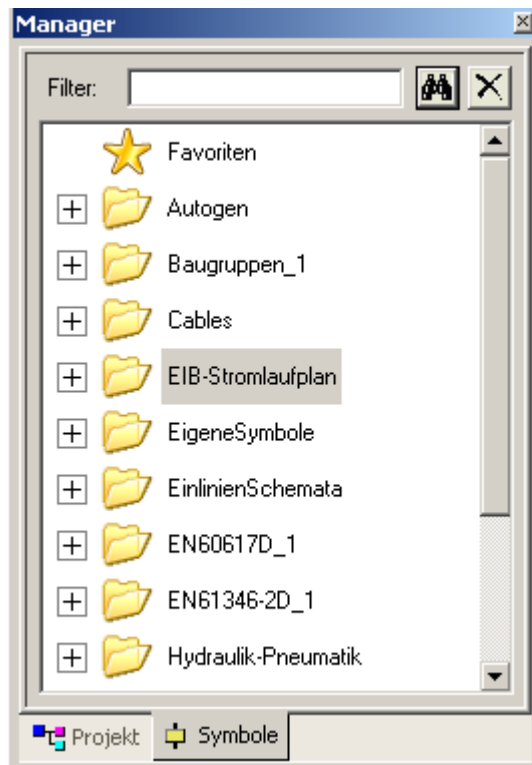 Manager
Filter:
Favoriten
Autogen
Baugruppen_1
Cables
EIB-Stromlaufplan
EigeneSymbole
EinlinienSchemata
EN60617D_1
EN61346-2D_1
Hydraulik-Pneumatik
Projekt Symbole